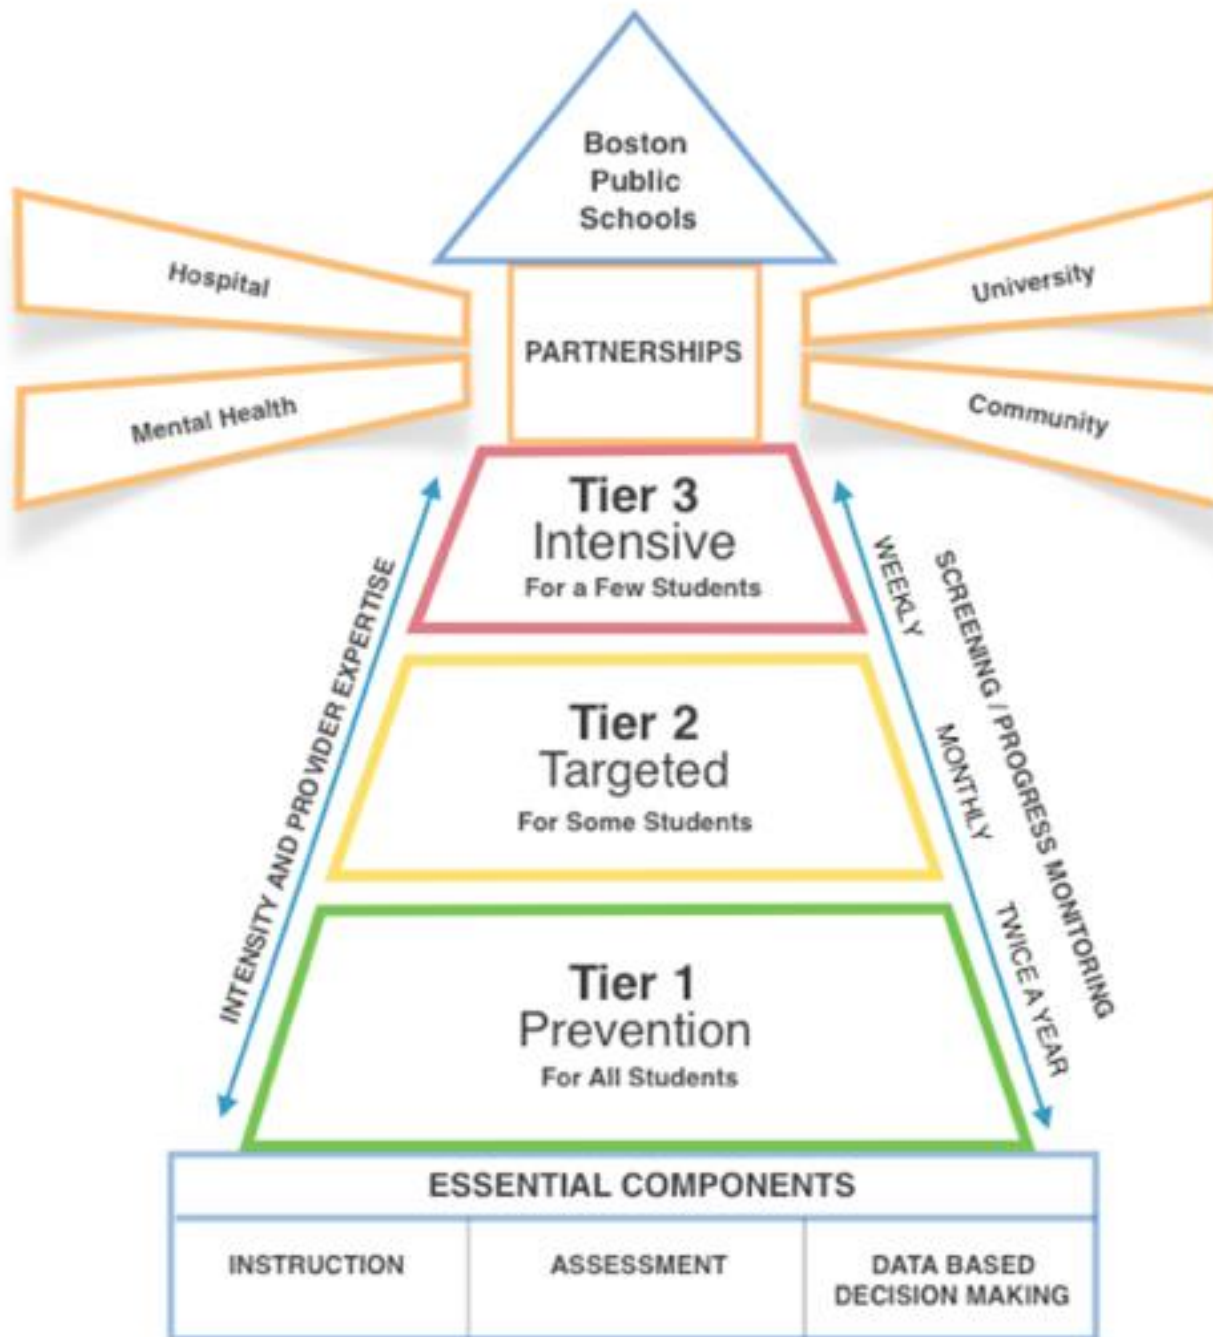 Boston
Public
Schools
Hospital
University
PARTNERSHIPS
Mental Health
Community
Tier 3
Intensive
For a Few Students
WEEKLY
SCREENING / PROGRESS MONITORING
INTENSITY AND PROVIDER EXPERTISE
Tier 2
Targeted
For Some Students
MONTHLY
Tier 1
Prevention
For All Students
TWICE A YEAR
ESSENTIAL COMPONENTS
INSTRUCTION
ASSESSMENT
DATA BASED
DECISION MAKING